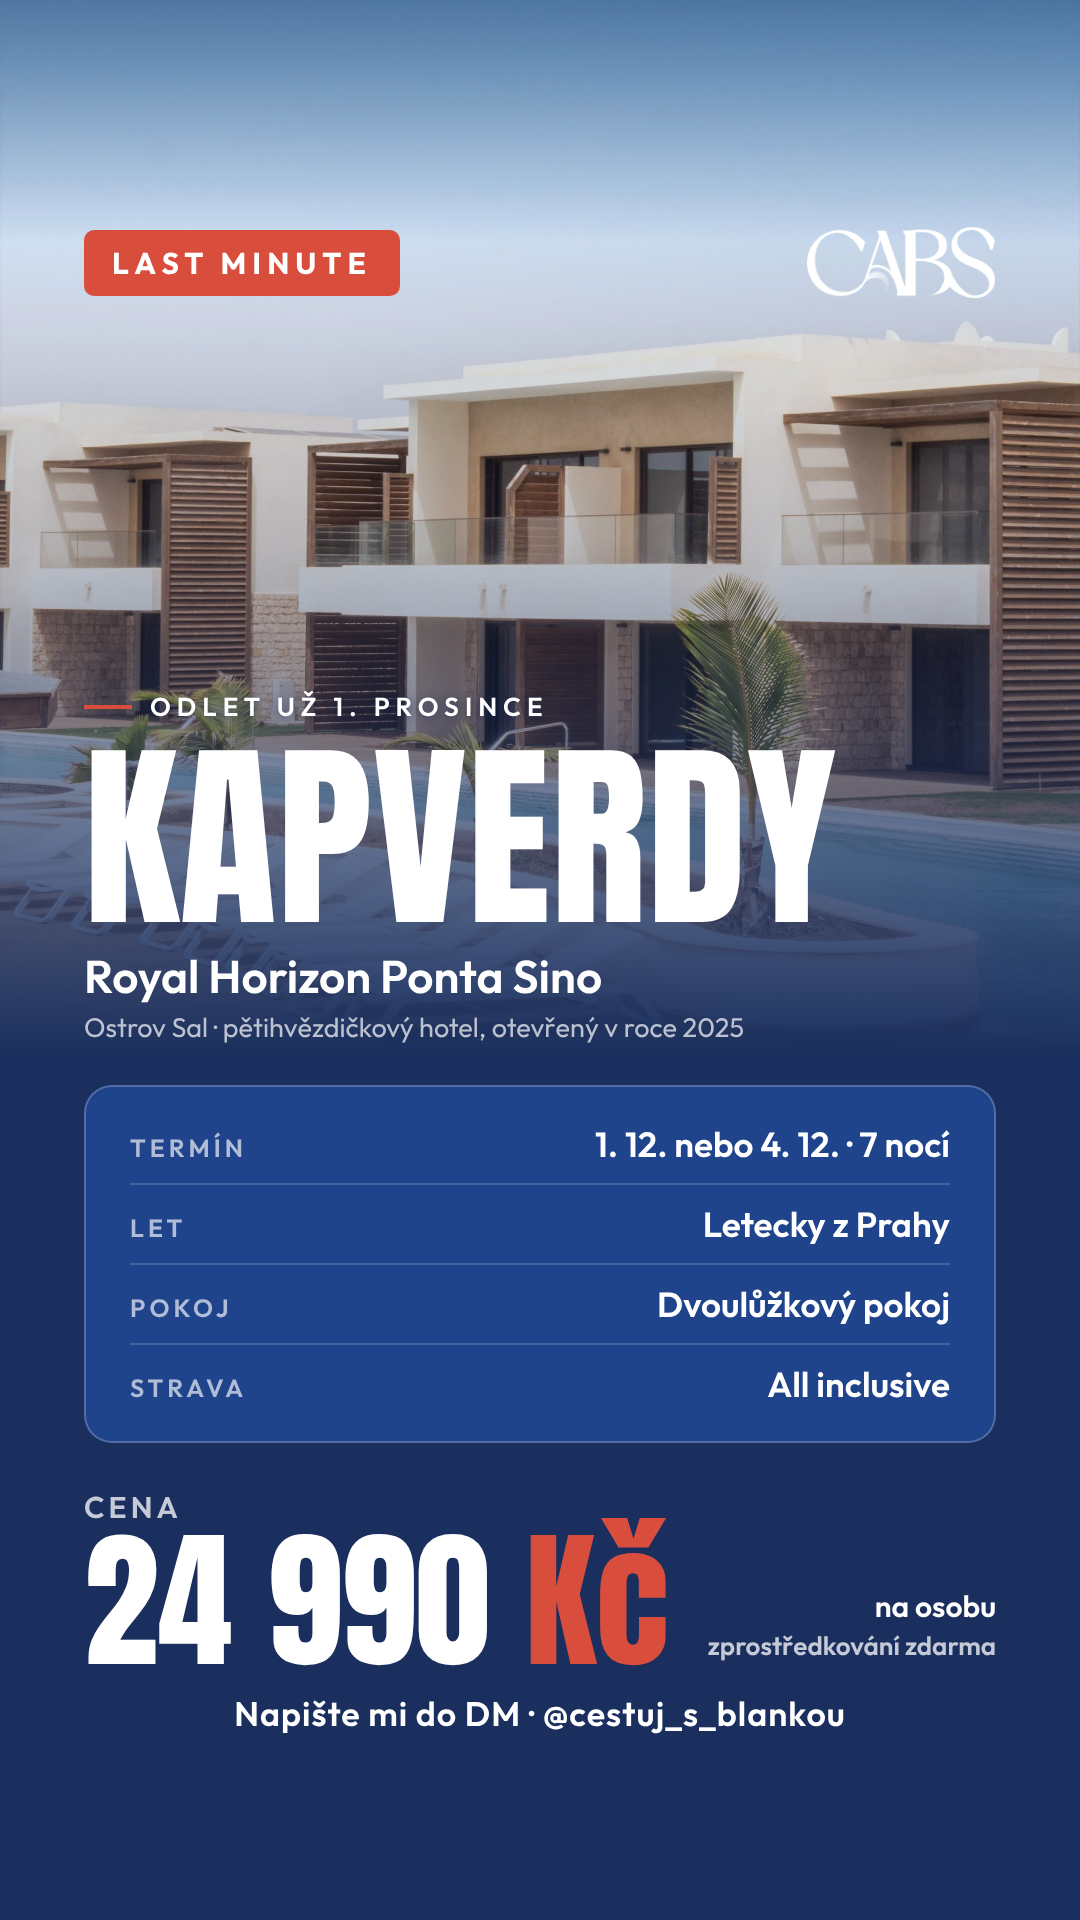 LAST MINUTE
CABS
ODLET UŽ 1. PROSINCE
KAPVERDY
Royal Horizon Ponta Sino
Ostrov Sal · pětihvězdičkový hotel, otevřený v roce 2025
TERMÍN 1. 12. nebo 4. 12. · 7 nocí
LET Letecky z Prahy
POKOJ Dvoulůžkový pokoj
STRAVA All inclusive
CENA
24 990 Kč
na osobu
zprostředkování zdarma
Napište mi do DM · @cestuj_s_blankou